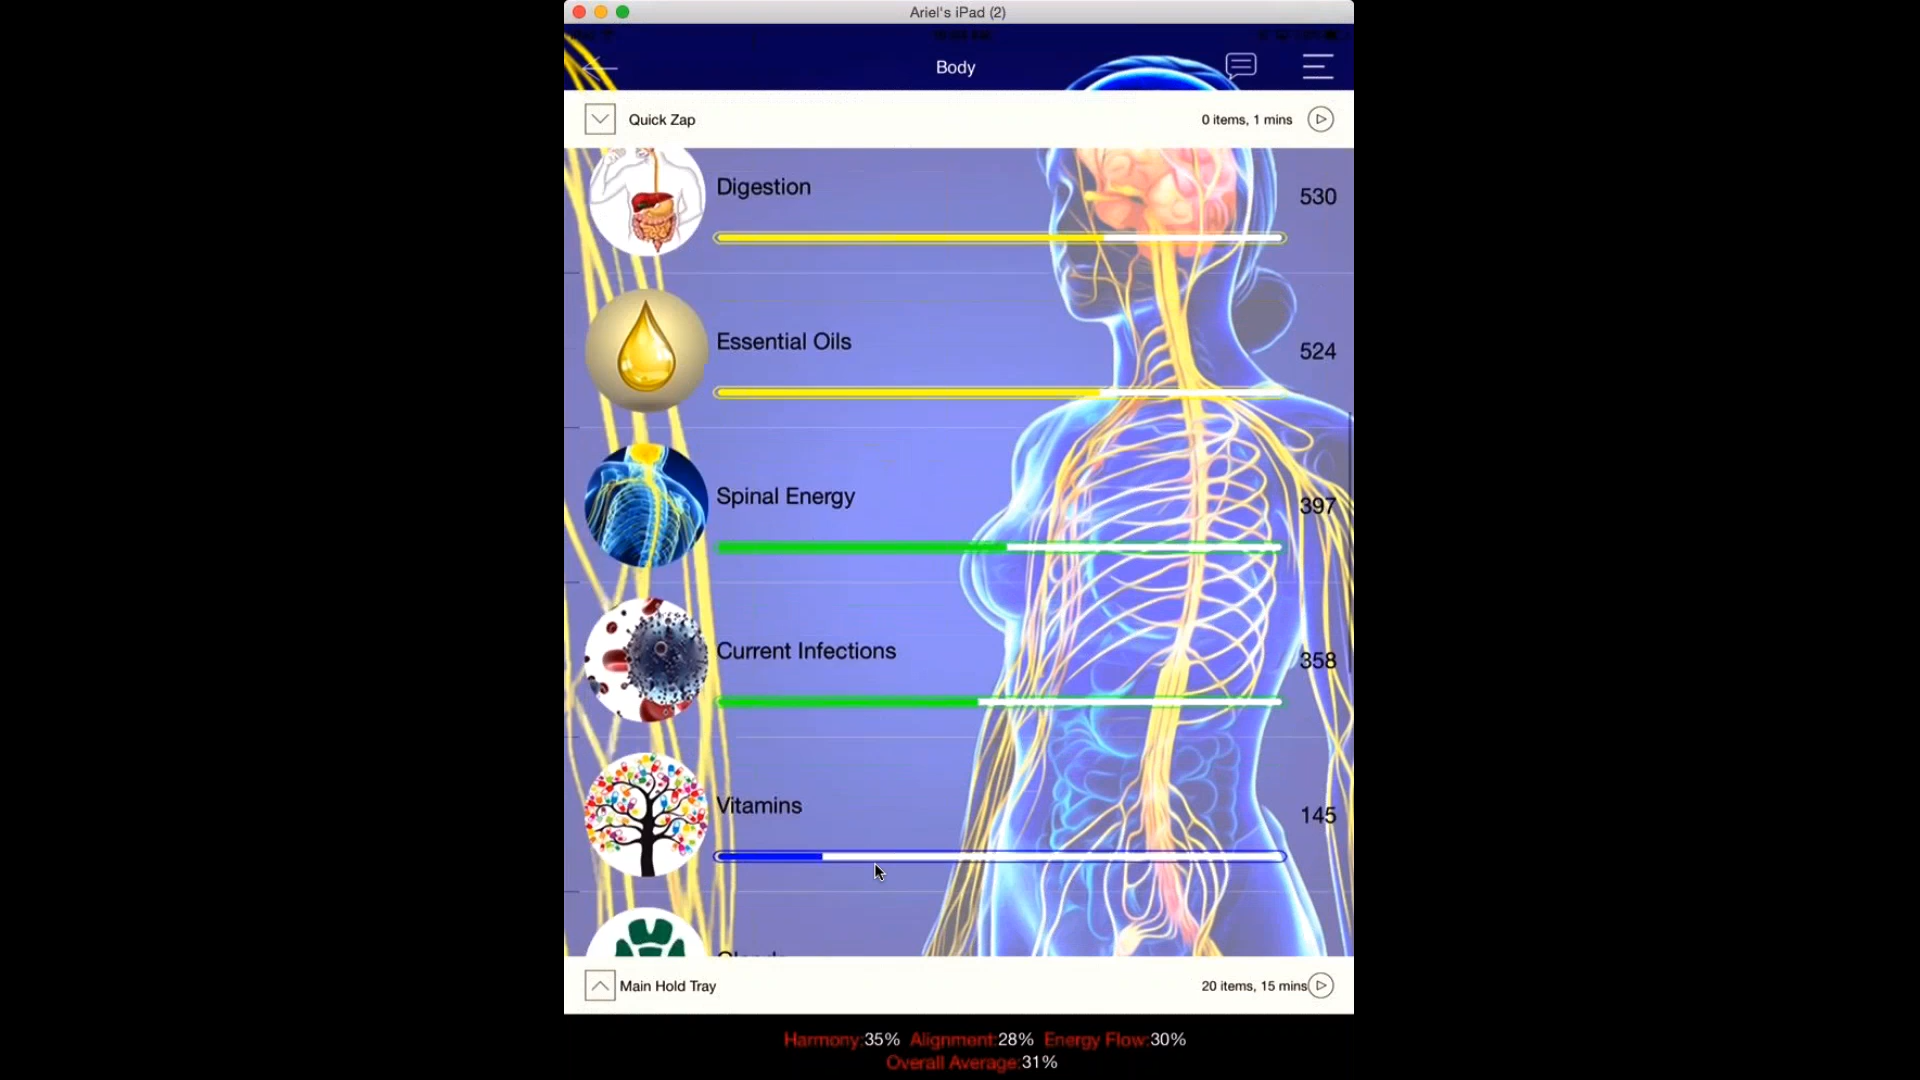 Ariel's iPad (2)
Body
Quick Zap
0 items, 1 mins
Digestion
530
Essential Oils
524
Spinal Energy
397
Current Infections
358
Vitamins
145
Main Hold Tray
20 items, 15 mins
Harmony:35% Alignment:28% Energy Flow:30%
Overall Average:31%